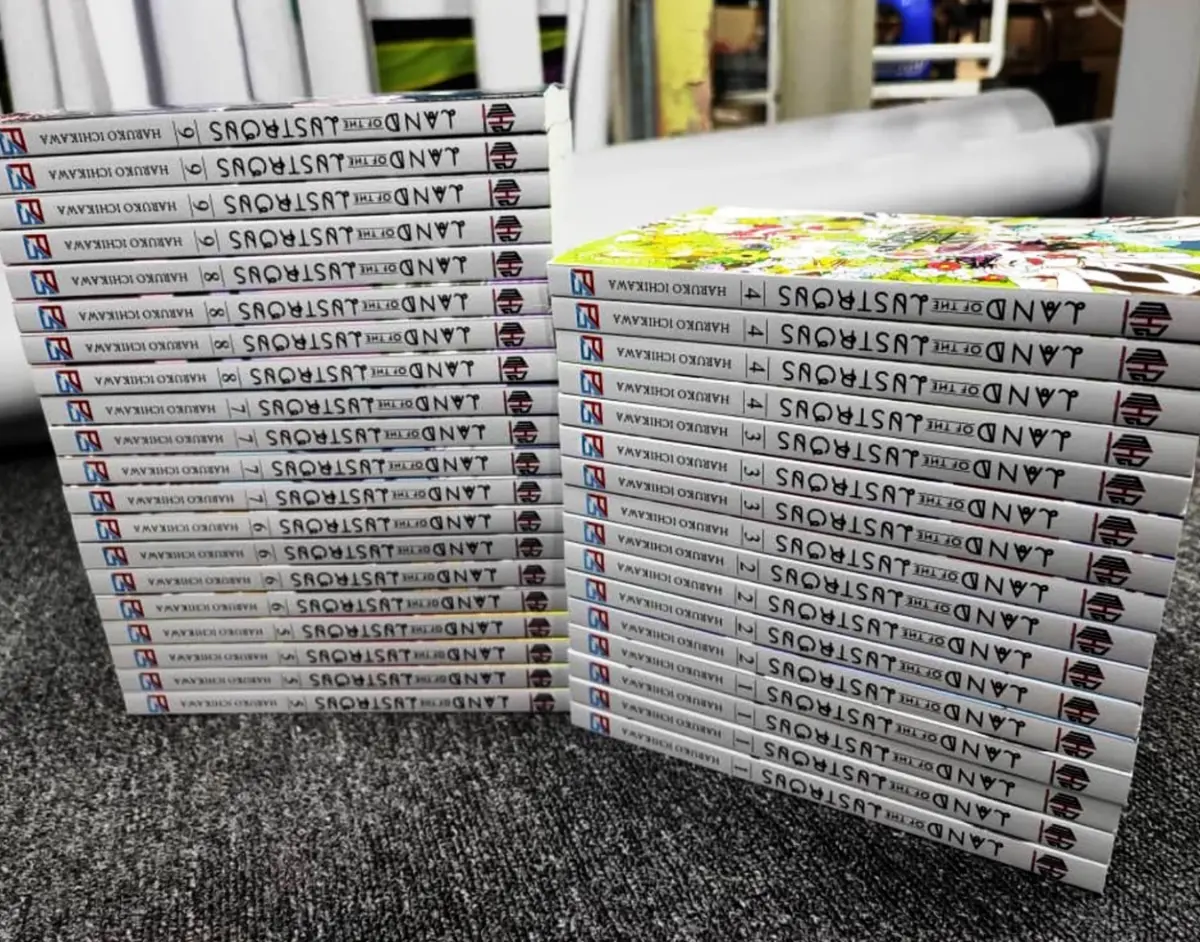 LAND OF THE LUSTROUS 9 HARUKO ICHIKAWA
LAND OF THE LUSTROUS 9 HARUKO ICHIKAWA
LAND OF THE LUSTROUS 9 HARUKO ICHIKAWA
LAND OF THE LUSTROUS 9 HARUKO ICHIKAWA
LAND OF THE LUSTROUS 8 HARUKO ICHIKAWA
LAND OF THE LUSTROUS 8 HARUKO ICHIKAWA
LAND OF THE LUSTROUS 8 HARUKO ICHIKAWA
LAND OF THE LUSTROUS 8 HARUKO ICHIKAWA
LAND OF THE LUSTROUS 7 HARUKO ICHIKAWA
LAND OF THE LUSTROUS 7 HARUKO ICHIKAWA
LAND OF THE LUSTROUS 7 HARUKO ICHIKAWA
LAND OF THE LUSTROUS 7 HARUKO ICHIKAWA
LAND OF THE LUSTROUS 6 HARUKO ICHIKAWA
LAND OF THE LUSTROUS 6 HARUKO ICHIKAWA
LAND OF THE LUSTROUS 6 HARUKO ICHIKAWA
LAND OF THE LUSTROUS 6 HARUKO ICHIKAWA
LAND OF THE LUSTROUS 5 HARUKO ICHIKAWA
LAND OF THE LUSTROUS 5 HARUKO ICHIKAWA
LAND OF THE LUSTROUS 5 HARUKO ICHIKAWA
LAND OF THE LUSTROUS 5 HARUKO ICHIKAWA
LAND OF THE LUSTROUS 4 HARUKO ICHIKAWA
LAND OF THE LUSTROUS 4 HARUKO ICHIKAWA
LAND OF THE LUSTROUS 4 HARUKO ICHIKAWA
LAND OF THE LUSTROUS 4 HARUKO ICHIKAWA
LAND OF THE LUSTROUS 3 HARUKO ICHIKAWA
LAND OF THE LUSTROUS 3 HARUKO ICHIKAWA
LAND OF THE LUSTROUS 3 HARUKO ICHIKAWA
LAND OF THE LUSTROUS 3 HARUKO ICHIKAWA
LAND OF THE LUSTROUS 2 HARUKO ICHIKAWA
LAND OF THE LUSTROUS 2 HARUKO ICHIKAWA
LAND OF THE LUSTROUS 2 HARUKO ICHIKAWA
LAND OF THE LUSTROUS 2 HARUKO ICHIKAWA
LAND OF THE LUSTROUS 1 HARUKO ICHIKAWA
LAND OF THE LUSTROUS 1 HARUKO ICHIKAWA
LAND OF THE LUSTROUS 1 HARUKO ICHIKAWA
LAND OF THE LUSTROUS 1 HARUKO ICHIKAWA